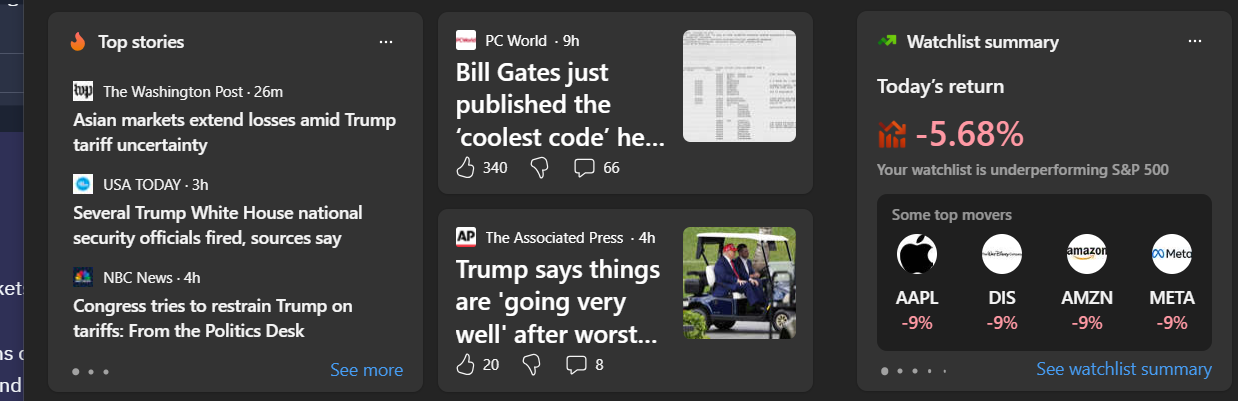 Top stories
The Washington Post · 26m
Asian markets extend losses amid Trump
tariff uncertainty
USA TODAY · 3h
Several Trump White House national
security officials fired, sources say
NBC News · 4h
Congress tries to restrain Trump on
tariffs: From the Politics Desk
See more
PC World · 9h
Bill Gates just
published the
‘coolest code’ he...
340
66
AP
The Associated Press · 4h
Trump says things
are 'going very
well' after worst...
20
8
Watchlist summary
Today’s return
-5.68%
Your watchlist is underperforming S&P 500
Some top movers
amazon
Meta
AAPL
DIS
AMZN
META
-9%
-9%
-9%
-9%
See watchlist summary